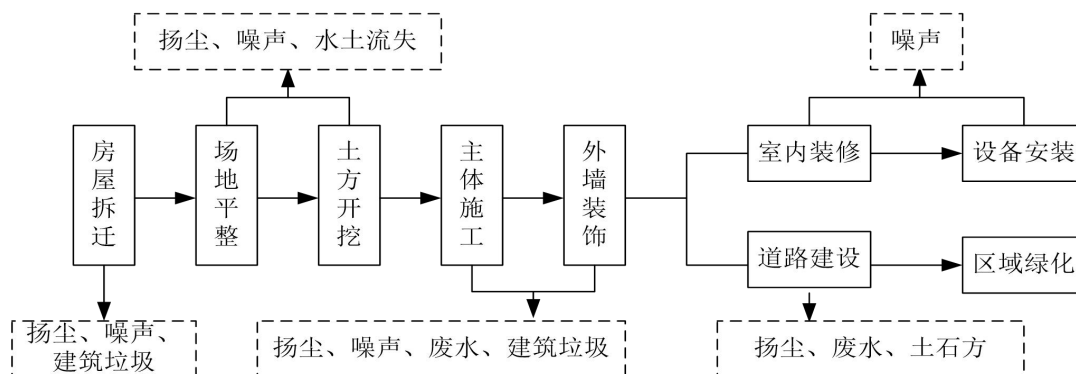 扬尘、噪声、水土流失
噪声
房屋拆迁
场地平整
土方开挖
主体施工
外墙装饰
室内装修
设备安装
道路建设
区域绿化
扬尘、噪声、
建筑垃圾
扬尘、噪声、废水、建筑垃圾
扬尘、废水、土石方